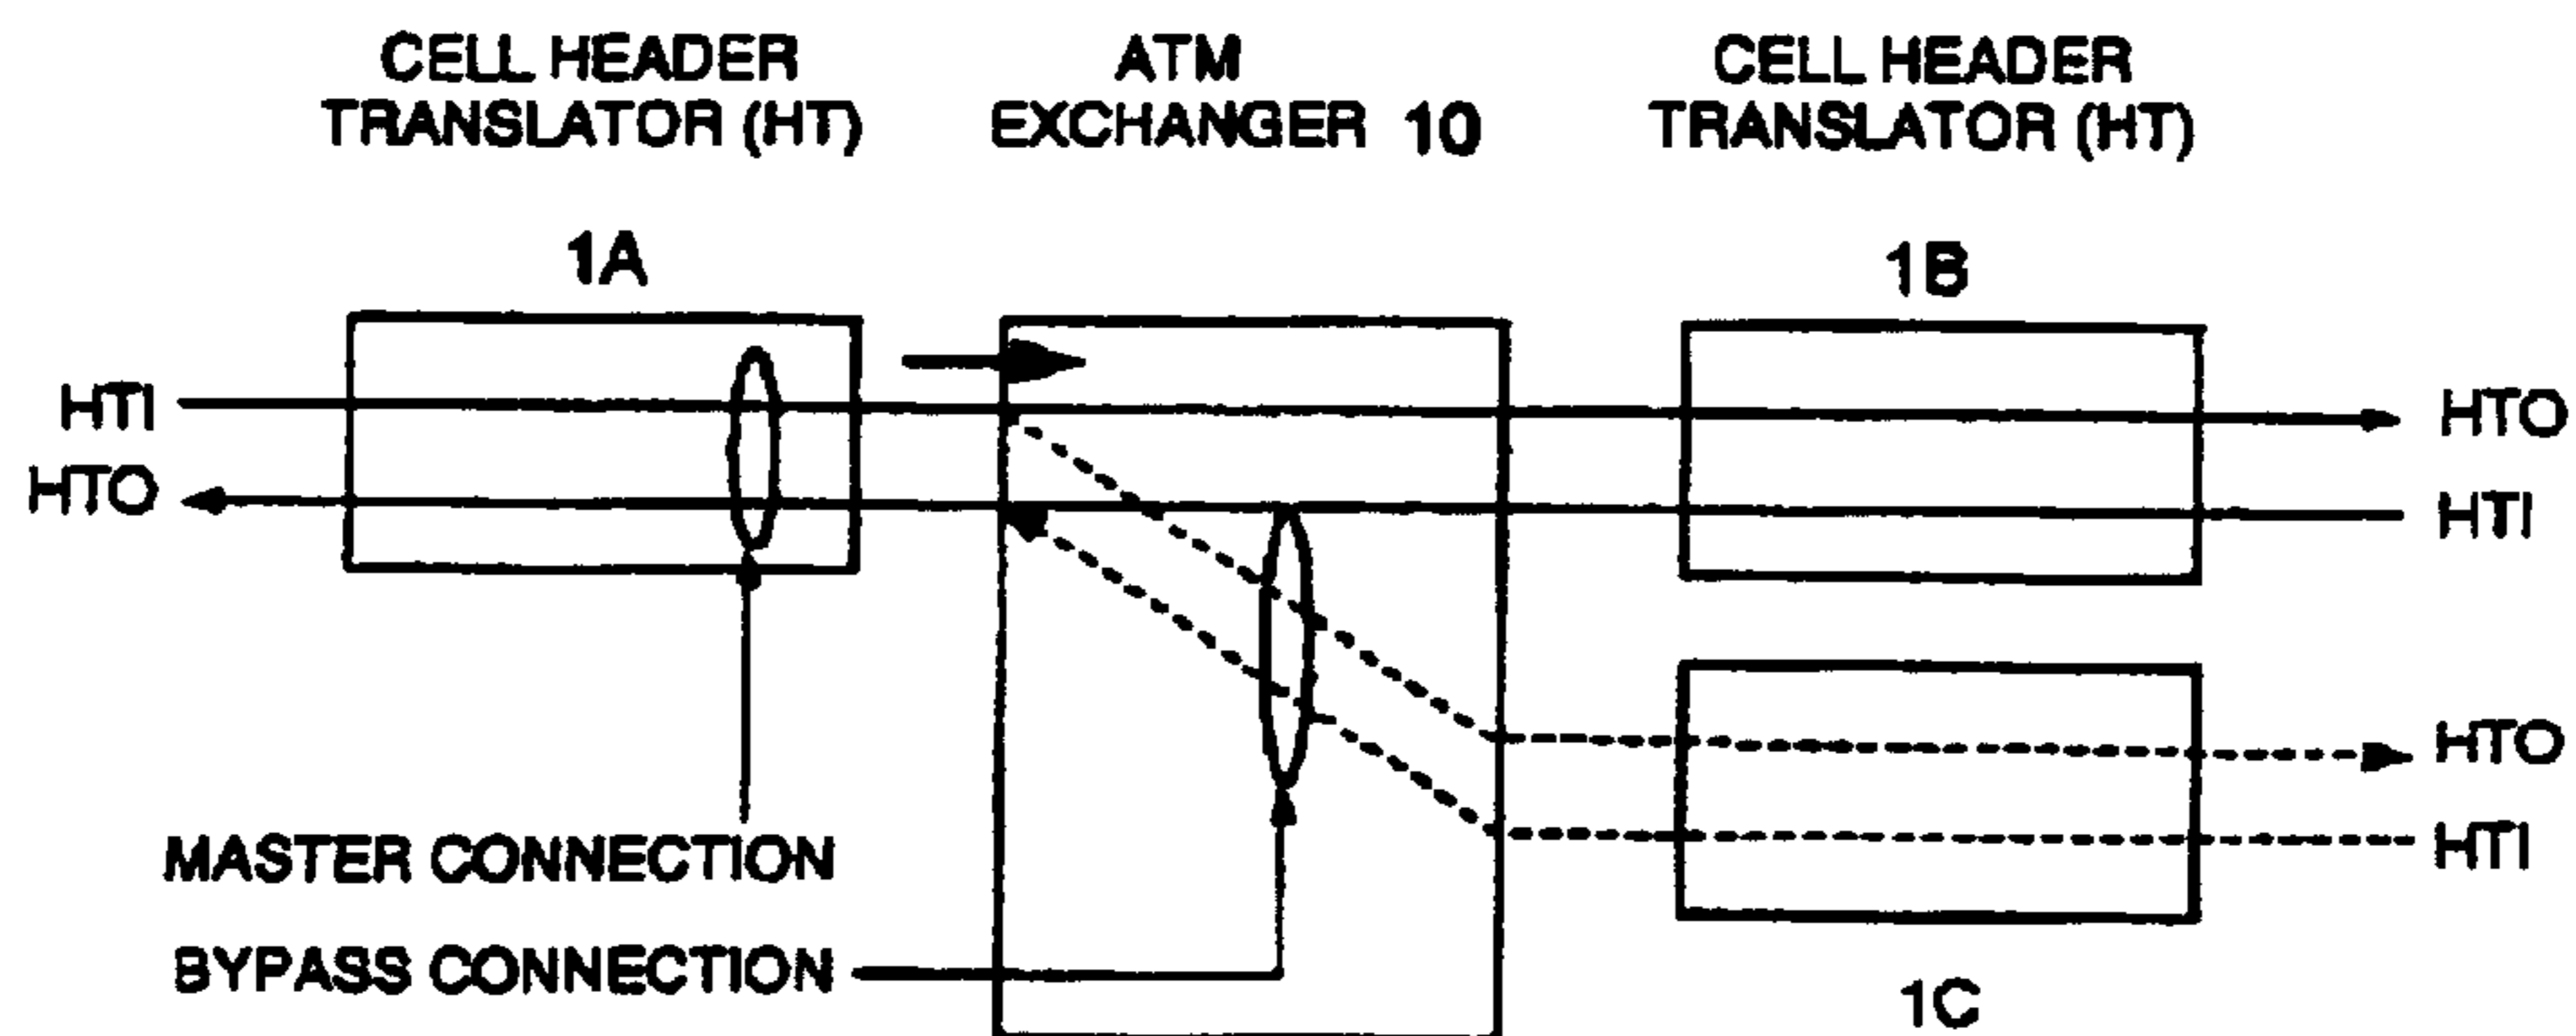 CELL HEADER
TRANSLATOR (HT)
ATM
EXCHANGER 10
CELL HEADER
TRANSLATOR (HT)
1A
1B
HTI
HTO
HTO
HTI
HTO
HTI
MASTER CONNECTION
BYPASS CONNECTION
1C